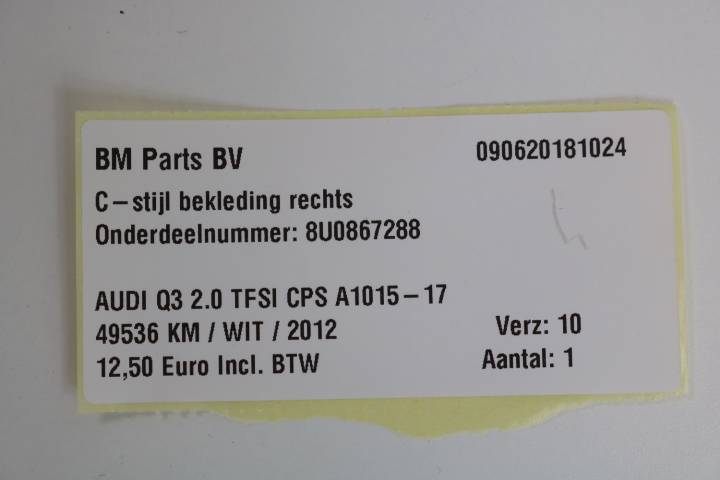 BM Parts BV 090620181024
C-stijl bekleding rechts
Onderdeelnummer: 8U0867288
AUDI Q3 2.0 TFSI CPS A1015-17
49536 KM / WIT / 2012 Verz: 10
12,50 Euro Incl. BTW Aantal: 1